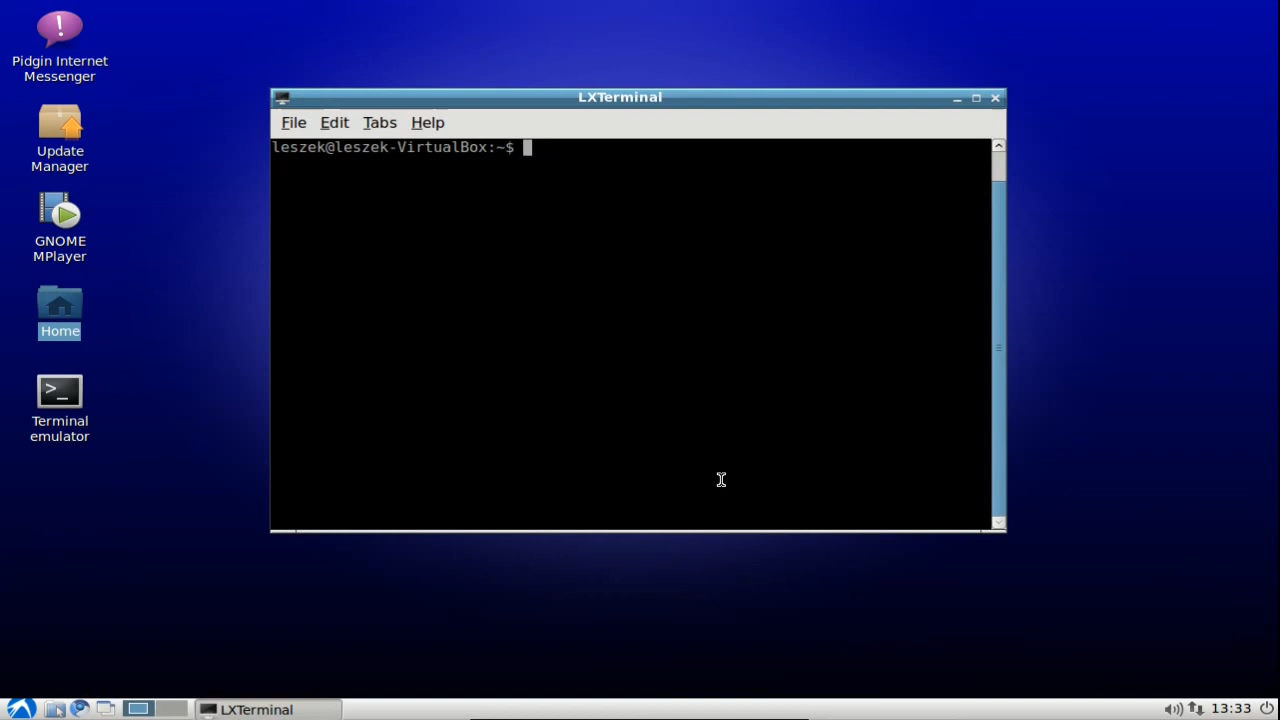 Pidgin Internet
Messenger
Update
Manager
GNOME
MPlayer
Home
>_
Terminal
emulator
LXTerminal
File Edit Tabs Help
leszek@leszek-VirtualBox:~$
LXTerminal
13:33